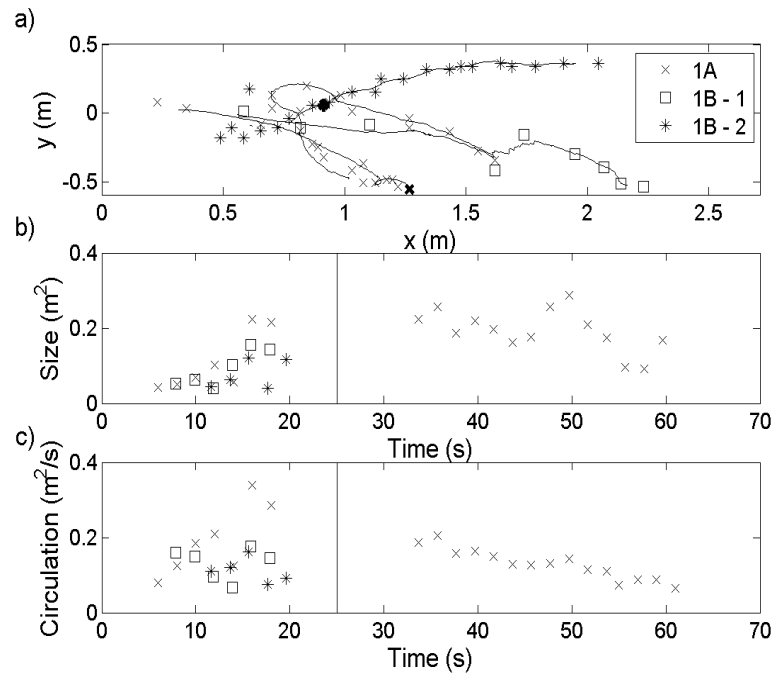 a)
0.5
0
-0.5
y (m)
0 0.5 1 1.5 2 2.5
x (m)
1A
1B - 1
1B - 2
b)
0.4
0.2
0
Size (m²)
0 10 20 30 40 50 60 70
Time (s)
c)
0.4
0.2
0
Circulation (m²/s)
0 10 20 30 40 50 60 70
Time (s)